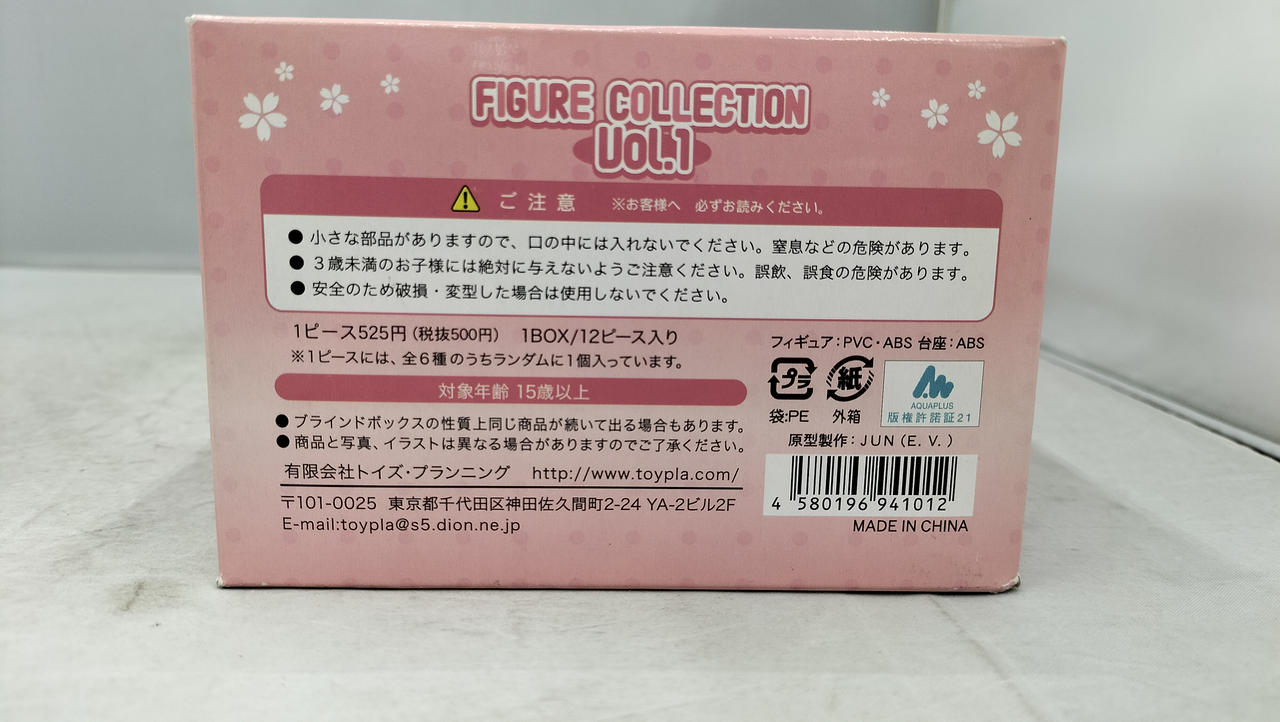 FIGURE COLLECTION
VOL.1
ご注意 ※お客様へ 必ずお読みください。
●小さな部品がありますので、口の中には入れないでください。窒息などの危険があります。
●3歳未満のお子様には絶対に与えないようご注意ください。誤飲、誤食の危険があります。
●安全のため破損・変型した場合は使用しないでください。
1ピース525円(税抜500円) 1BOX/12ピース入り
※1ピースには、全6種のうちランダムに1個入っています。
対象年齢 15歳以上
●ブラインドボックスの性質上同じ商品が続いて出る場合もあります。
●商品と写真、イラストは異なる場合がありますのでご了承ください。
有限会社トイズ・プランニング http://www.toypla.com/
〒101-0025 東京都千代田区神田佐久間町2-24 YA-2ビル2F
E-mail:toypla@s5.dion.ne.jp
フィギュア:PVC・ABS 台座:ABS
プラ 紙
袋:PE 外箱
AQUAPLUS
版権許諾証21
原型製作:JUN(E.V.)
4 580196 941012
MADE IN CHINA